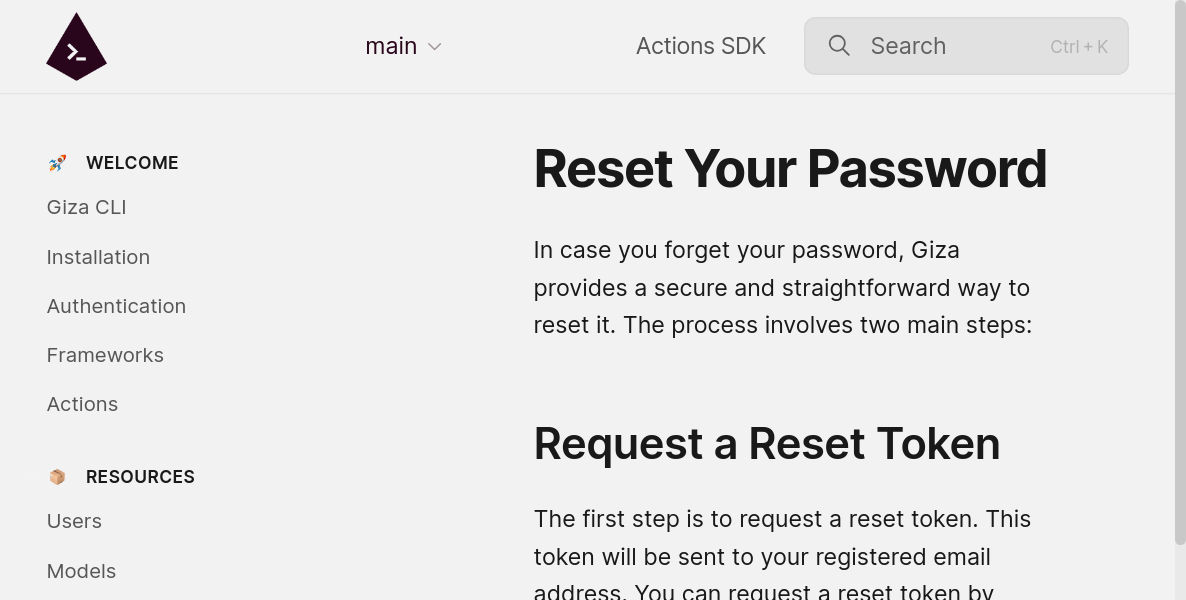 main
Actions SDK
Search
Ctrl + K
WELCOME
Giza CLI
Installation
Authentication
Frameworks
Actions
RESOURCES
Users
Models
Reset Your Password
In case you forget your password, Giza
provides a secure and straightforward way to
reset it. The process involves two main steps:
Request a Reset Token
The first step is to request a reset token. This
token will be sent to your registered email
address. You can request a reset token by